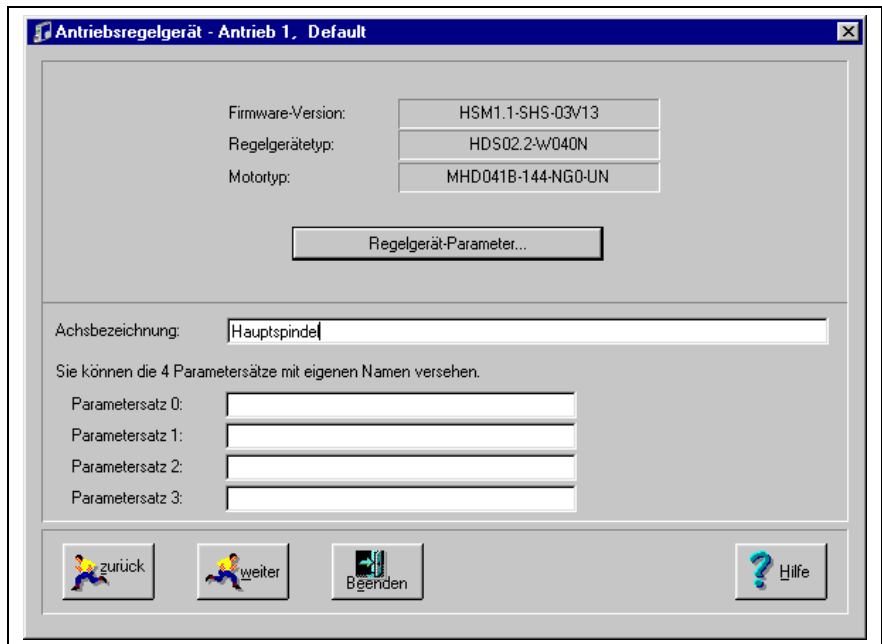 Antriebsregelgerät - Antrieb 1, Default
Firmware-Version: HSM1.1-SHS-03V13
Regelgerätetyp: HDS02.2-W040N
Motortyp: MHD041B-144-NG0-UN
Regelgerät-Parameter...
Achsbezeichnung: Hauptspindel
Sie können die 4 Parametersätze mit eigenen Namen versehen.
Parametersatz 0:
Parametersatz 1:
Parametersatz 2:
Parametersatz 3:
zurück weiter Beenden Hilfe